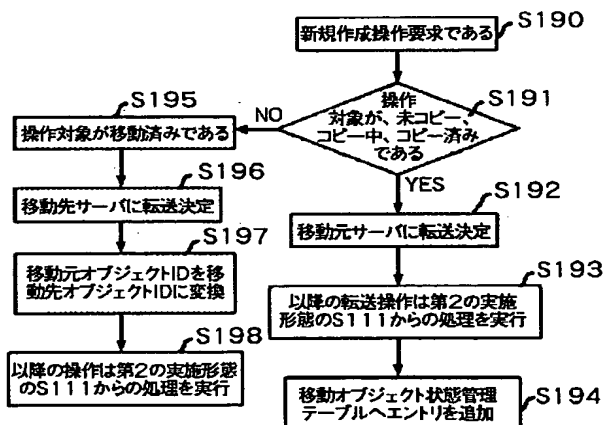 S190
新規作成操作要求である
S191
操作
対象が、未コピー、
コピー中、コピー済み
である
NO
YES
S195
操作対象が移動済みである
S196
移動先サーバに転送決定
S197
移動元オブジェクトIDを移
動先オブジェクトIDに変換
S198
以降の操作は第2の実施形態
のS111からの処理を実行
S192
移動元サーバに転送決定
S193
以降の転送操作は第2の実施
形態のS111からの処理を実行
S194
移動オブジェクト状態管理
テーブルへエントリを追加